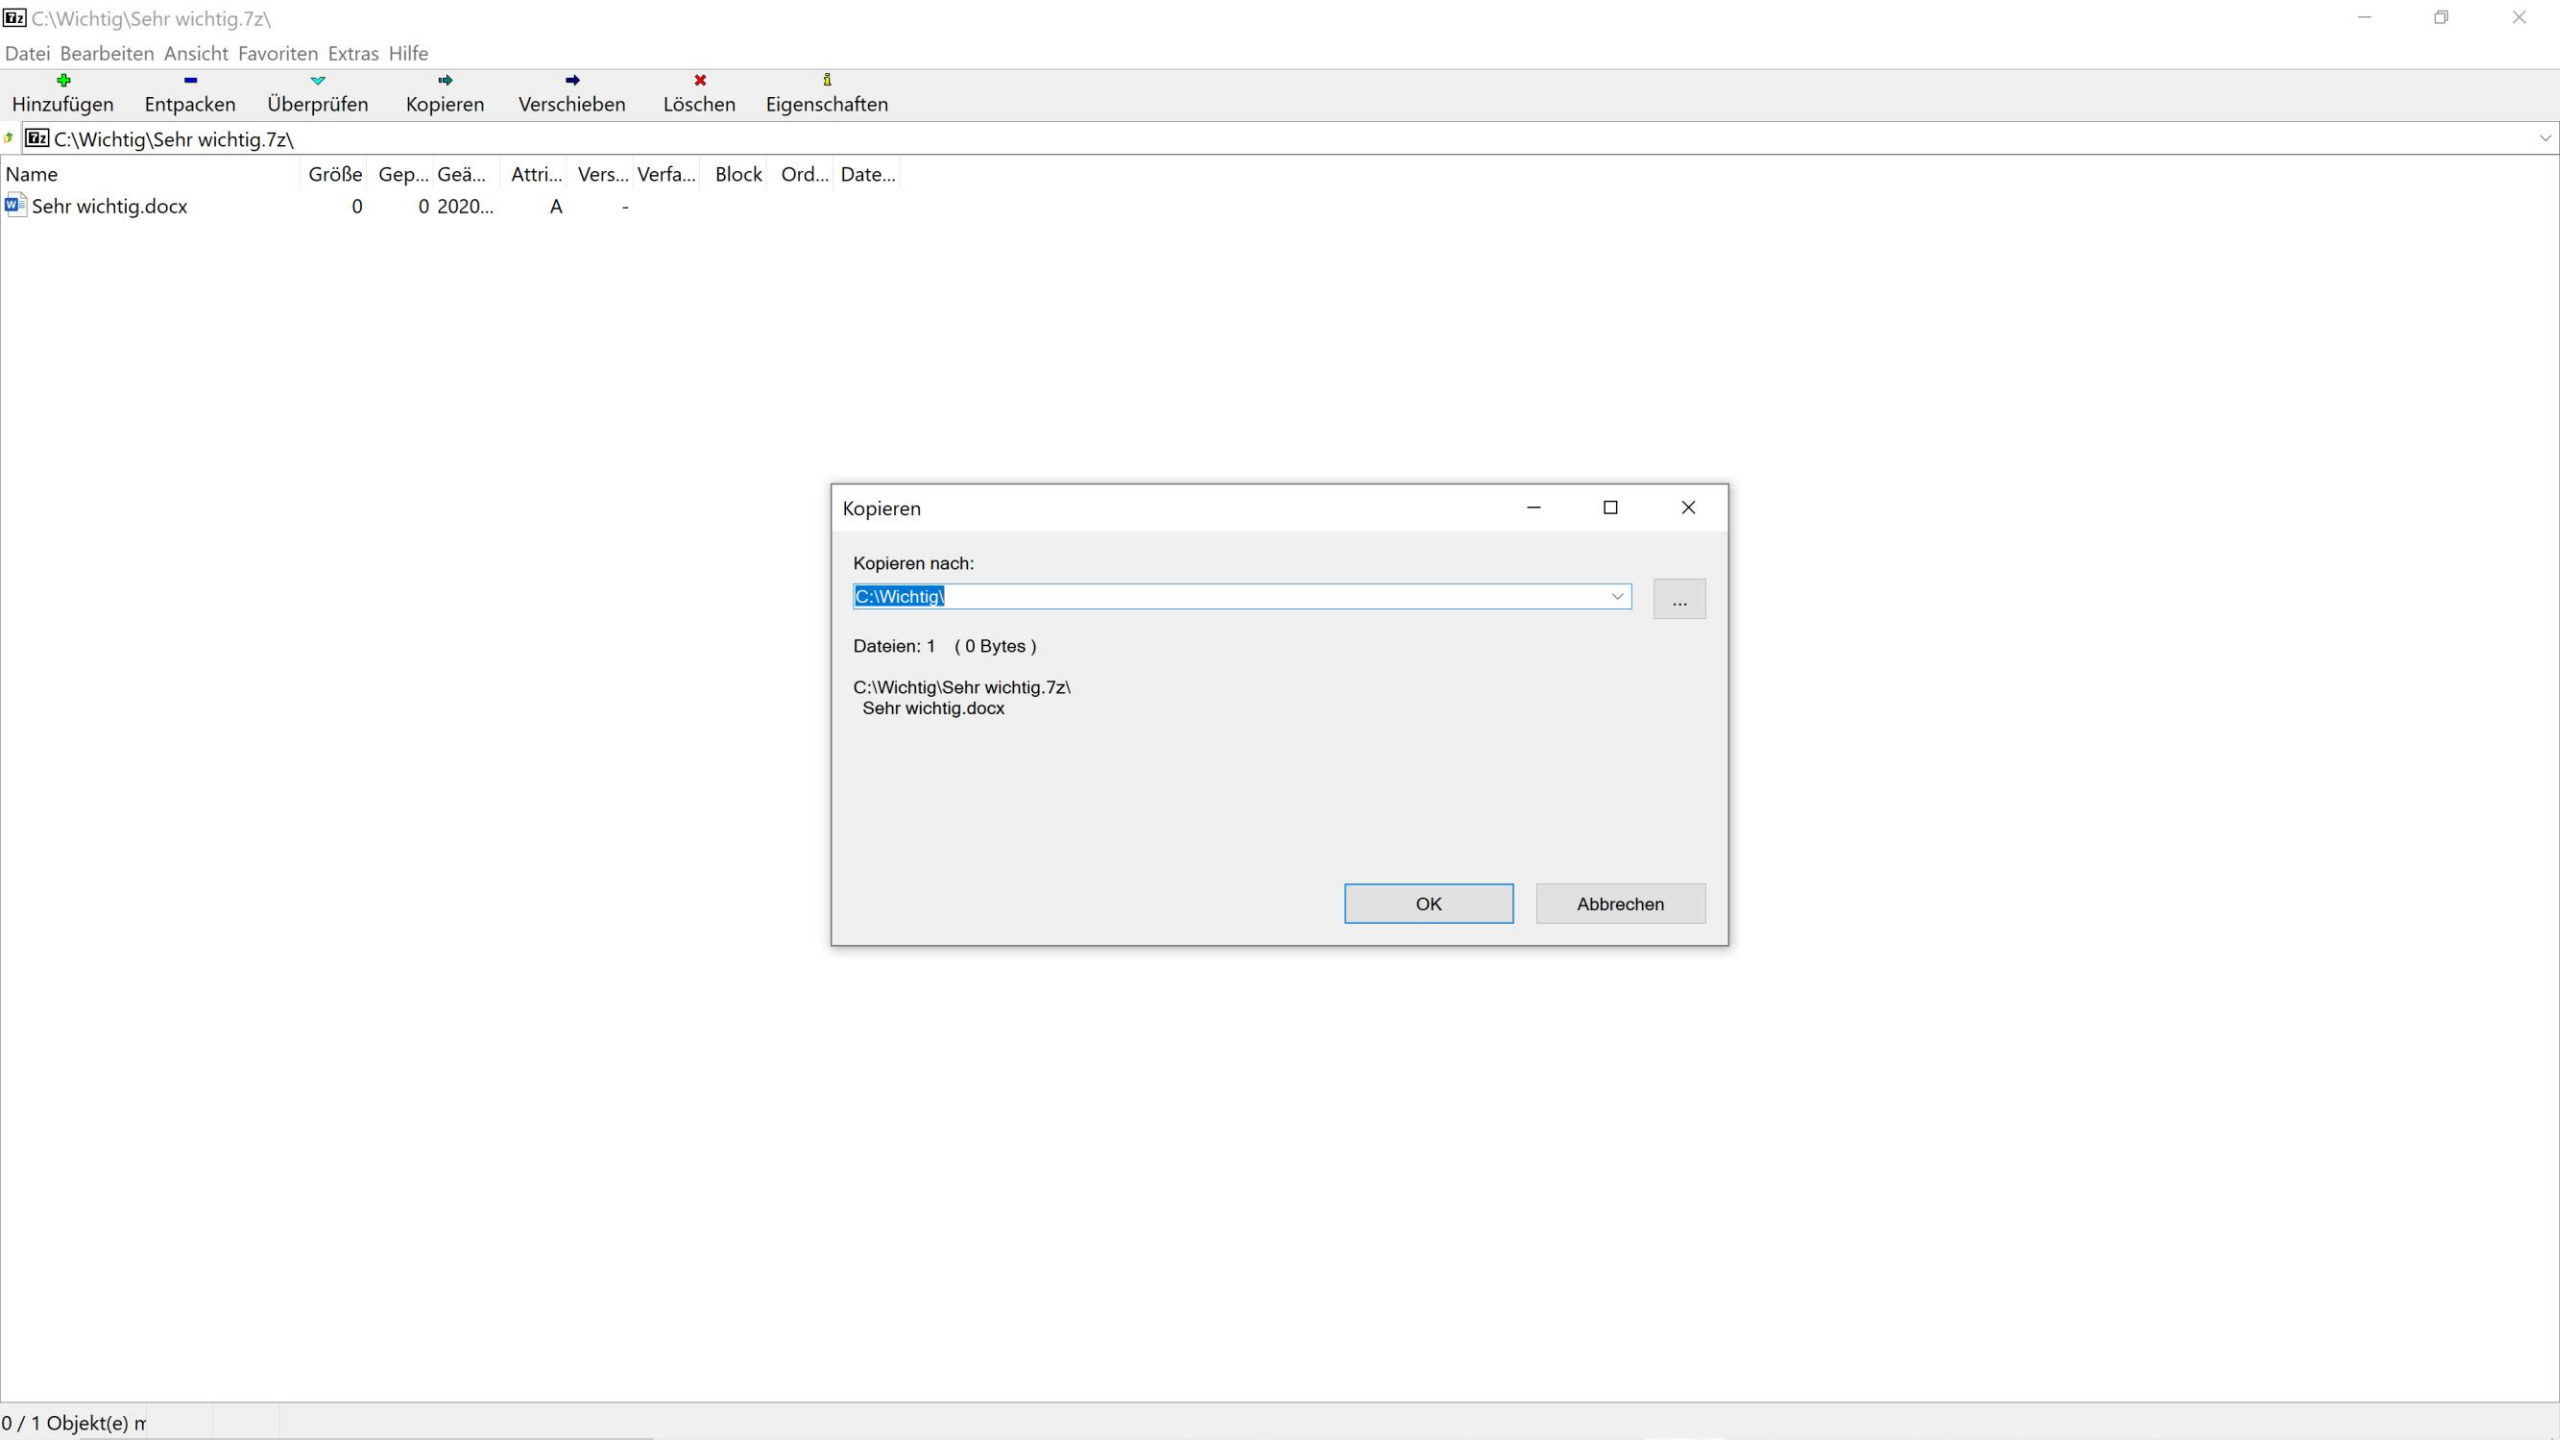 C:\Wichtig\Sehr wichtig.7z\
Datei Bearbeiten Ansicht Favoriten Extras Hilfe
Hinzufügen Entpacken Überprüfen Kopieren Verschieben Löschen Eigenschaften
C:\Wichtig\Sehr wichtig.7z\
Name Größe Gep... Geä... Attri... Vers... Verfa... Block Ord... Date...
Sehr wichtig.docx 0 0 2020... A -
Kopieren
Kopieren nach:
C:\Wichtig\
...
Dateien: 1 ( 0 Bytes )
C:\Wichtig\Sehr wichtig.7z\
Sehr wichtig.docx
OK Abbrechen
0 / 1 Objekt(e) m